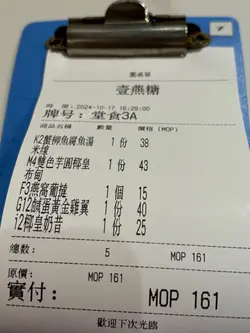 壹燕糖
時 間：2024-10-17 16:26:00
牌号：堂食3A
商品名稱 數量 價格(MOP)
K2蟹柳魚腐魚湯 1 份 38
米線
M4雙色芋圓椰皇 1 份 43
布甸
F3燕窩葡撻 1 個 15
G12鹹蛋黃金雞翼 1 份 40
i2椰皇奶昔 1 份 25
總數： 5 MOP 161
原價： MOP 161
實付： MOP 161
歡迎下次光臨